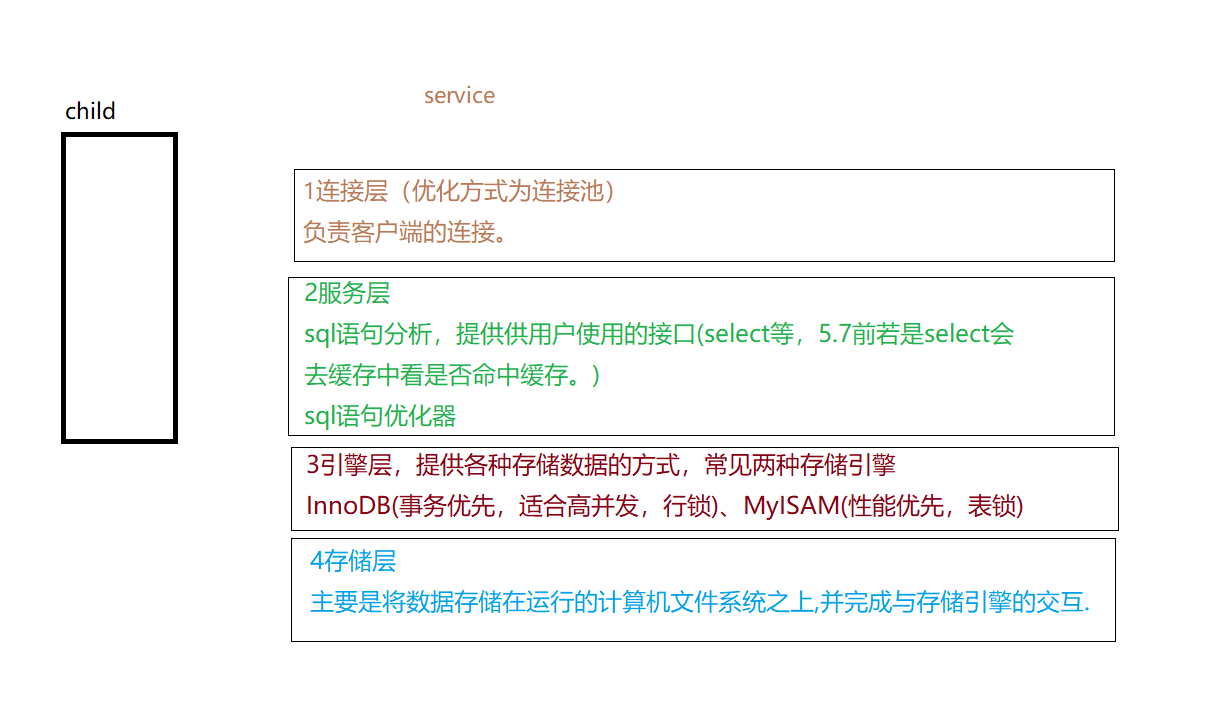 child
service
1连接层（优化方式为连接池）
负责客户端的连接。
2服务层
sql语句分析，提供供用户使用的接口(select等，5.7前若是select会
去缓存中看是否命中缓存。)
sql语句优化器
3引擎层，提供各种存储数据的方式，常见两种存储引擎
InnoDB(事务优先，适合高并发，行锁)、MyISAM(性能优先，表锁)
4存储层
主要是将数据存储在运行的计算机文件系统之上,并完成与存储引擎的交互.